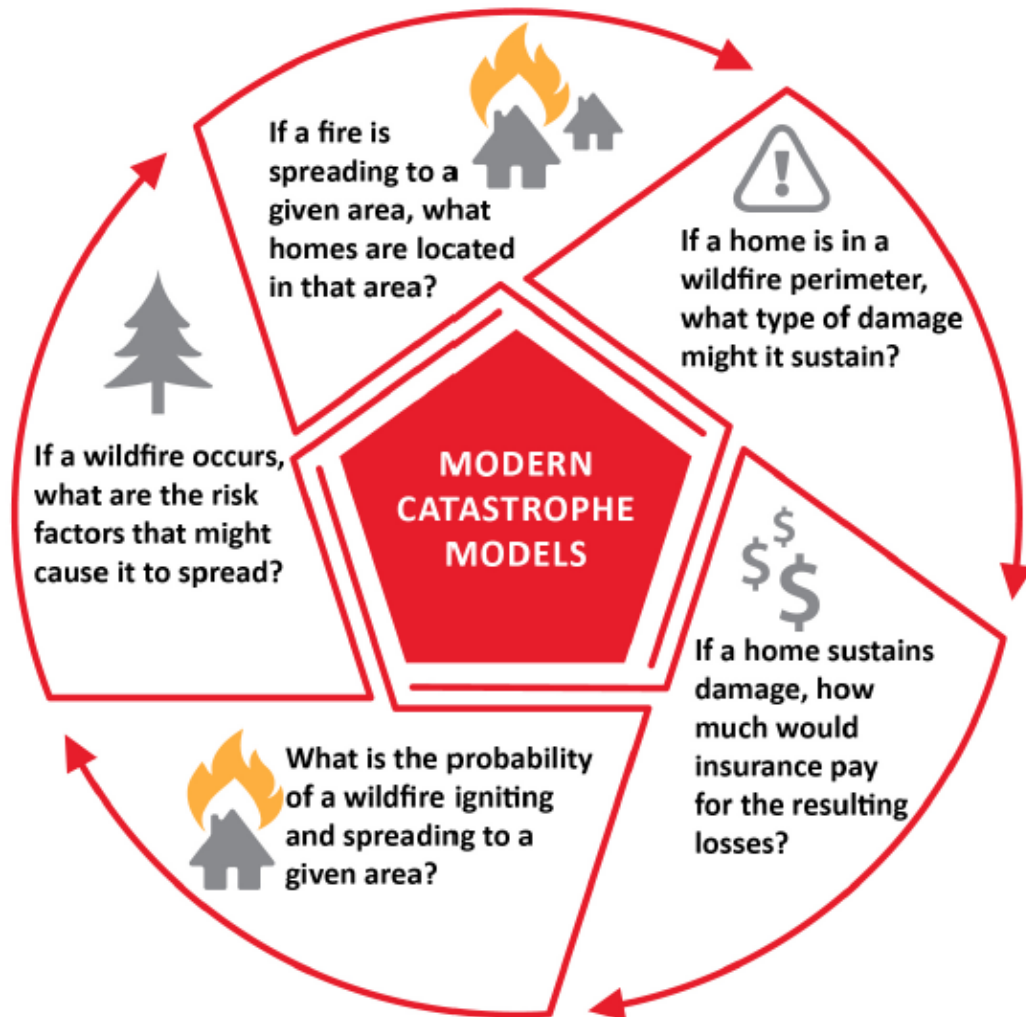 If a fire is
spreading to a
given area, what
homes are located
in that area?
If a home is in a
wildfire perimeter,
what type of damage
might it sustain?
If a wildfire occurs,
what are the risk
factors that might
cause it to spread?
MODERN
CATASTROPHE
MODELS
$
$
$
If a home sustains
damage, how
much would
insurance pay
for the resulting
losses?
What is the probability
of a wildfire igniting
and spreading to a
given area?